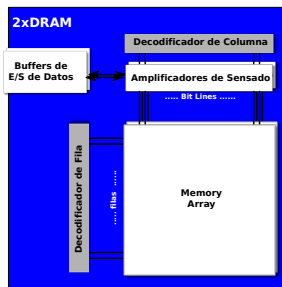 2xDRAM
Decodificador de Columna
Buffers de
E/S de Datos
Amplificadores de Sensado
..... Bit Lines ......
Decodificador de Fila
..... filas ......
Memory
Array